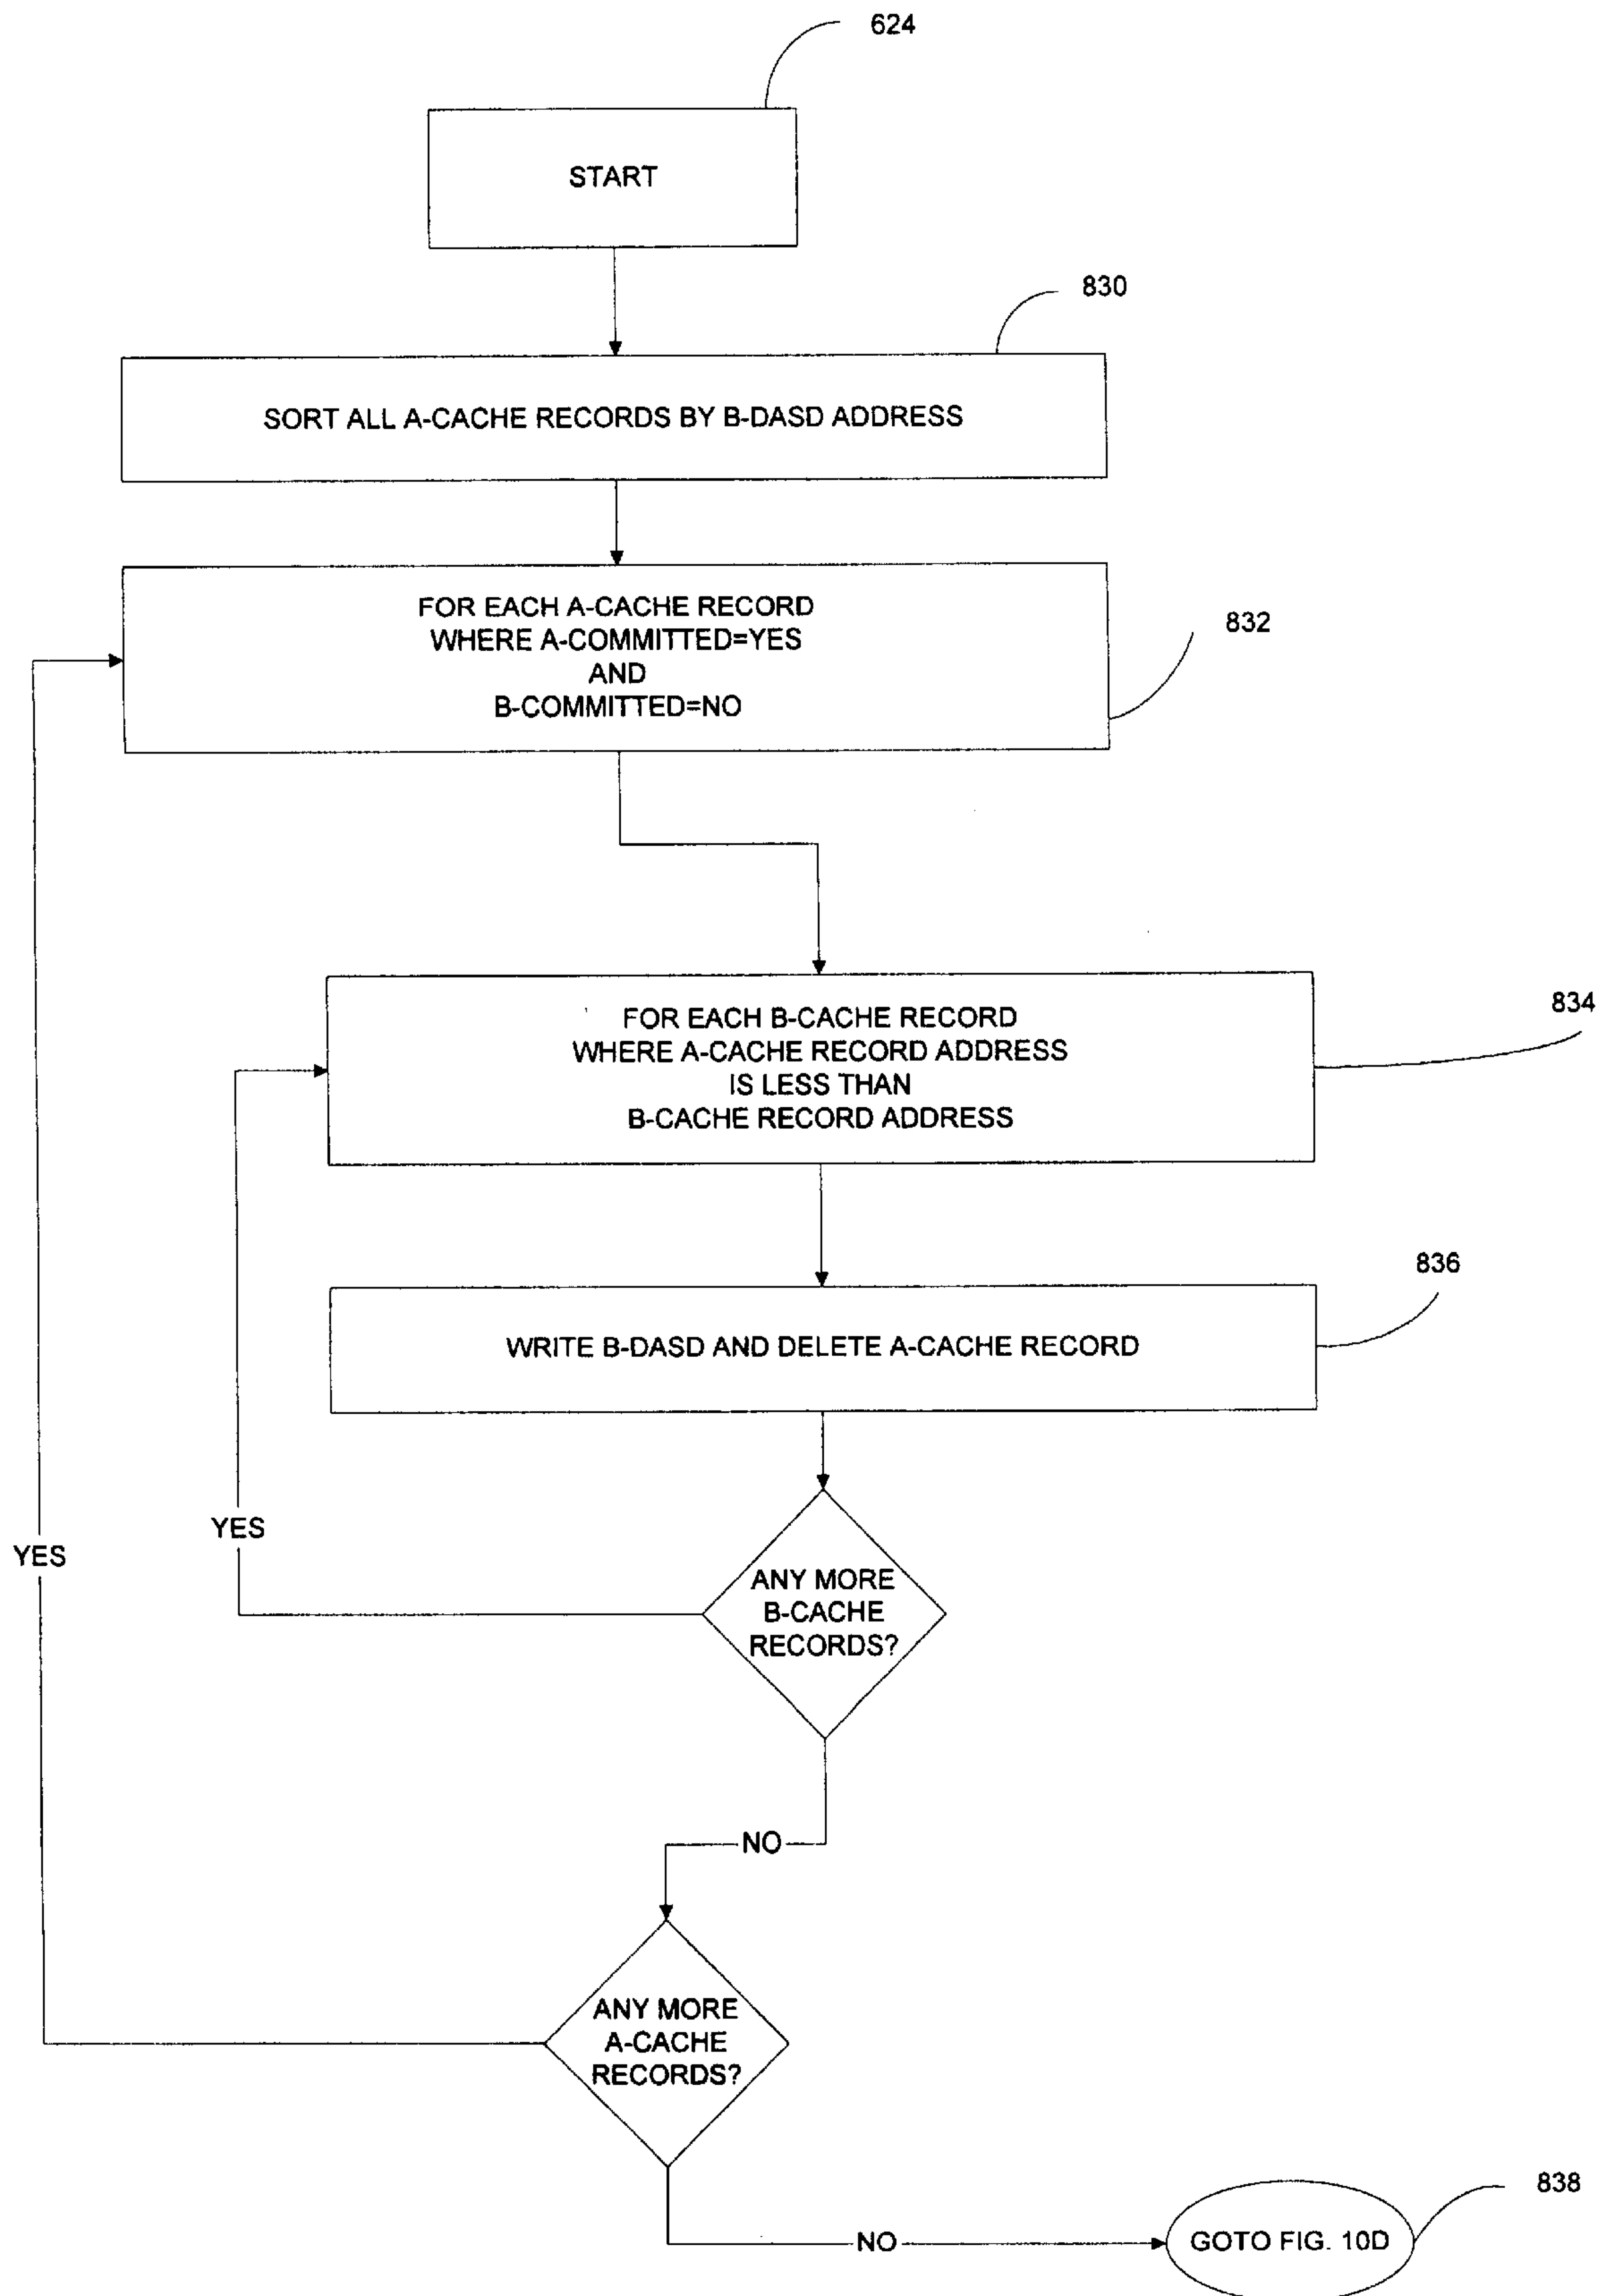 624
START
830
SORT ALL A-CACHE RECORDS BY B-DASD ADDRESS
FOR EACH A-CACHE RECORD
WHERE A-COMMITTED=YES
AND
B-COMMITTED=NO
832
FOR EACH B-CACHE RECORD
WHERE A-CACHE RECORD ADDRESS
IS LESS THAN
B-CACHE RECORD ADDRESS
834
836
WRITE B-DASD AND DELETE A-CACHE RECORD
YES
YES
ANY MORE
B-CACHE
RECORDS?
NO
ANY MORE
A-CACHE
RECORDS?
838
NO
GOTO FIG. 10D